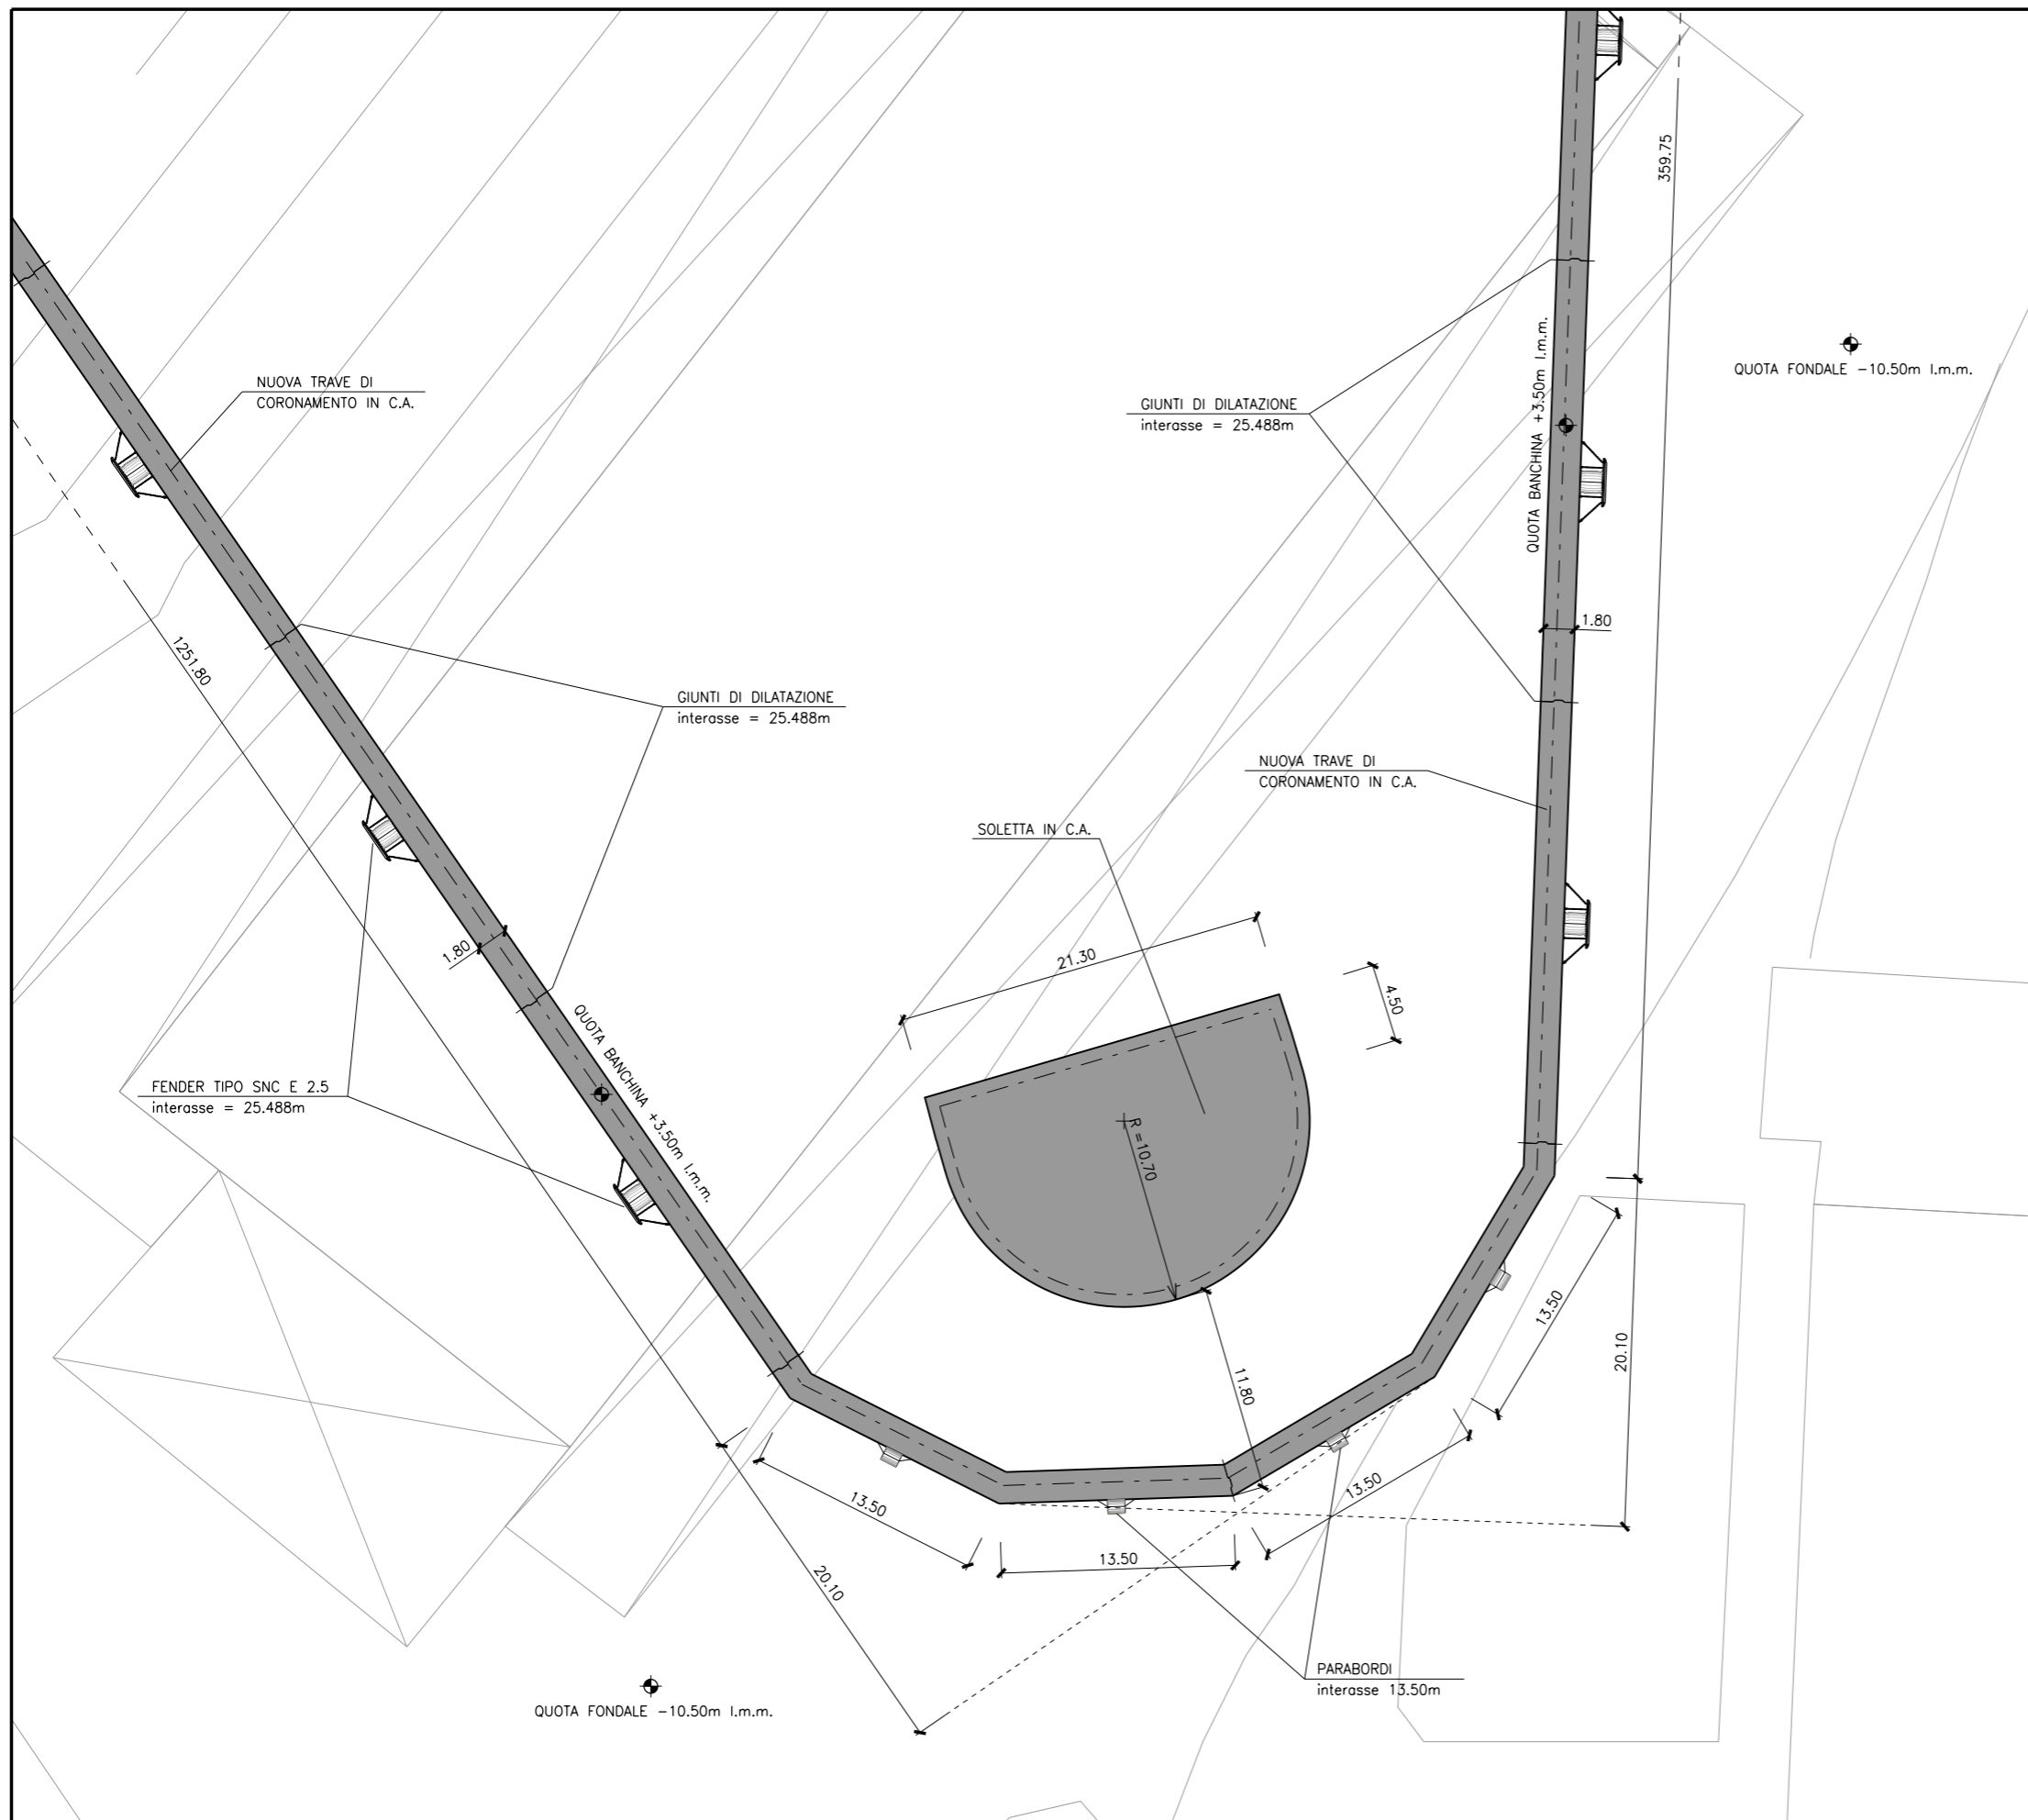 359.75
QUOTA FONDALE -10.50m l.m.m.
NUOVA TRAVE DI
CORONAMENTO IN C.A.
GIUNTI DI DILATAZIONE
interasse = 25.488m
QUOTA BANCHINA +3.50m l.m.m.
1.80
1251.80
GIUNTI DI DILATAZIONE
interasse = 25.488m
NUOVA TRAVE DI
CORONAMENTO IN C.A.
SOLETTA IN C.A.
1.80
21.30
4.50
QUOTA BANCHINA +3.50m l.m.m.
FENDER TIPO SNC E 2.5
interasse = 25.488m
R =10.70
13.50
20.10
11.80
13.50
13.50
13.50
20.10
PARABORDI
interasse 13.50m
QUOTA FONDALE -10.50m l.m.m.